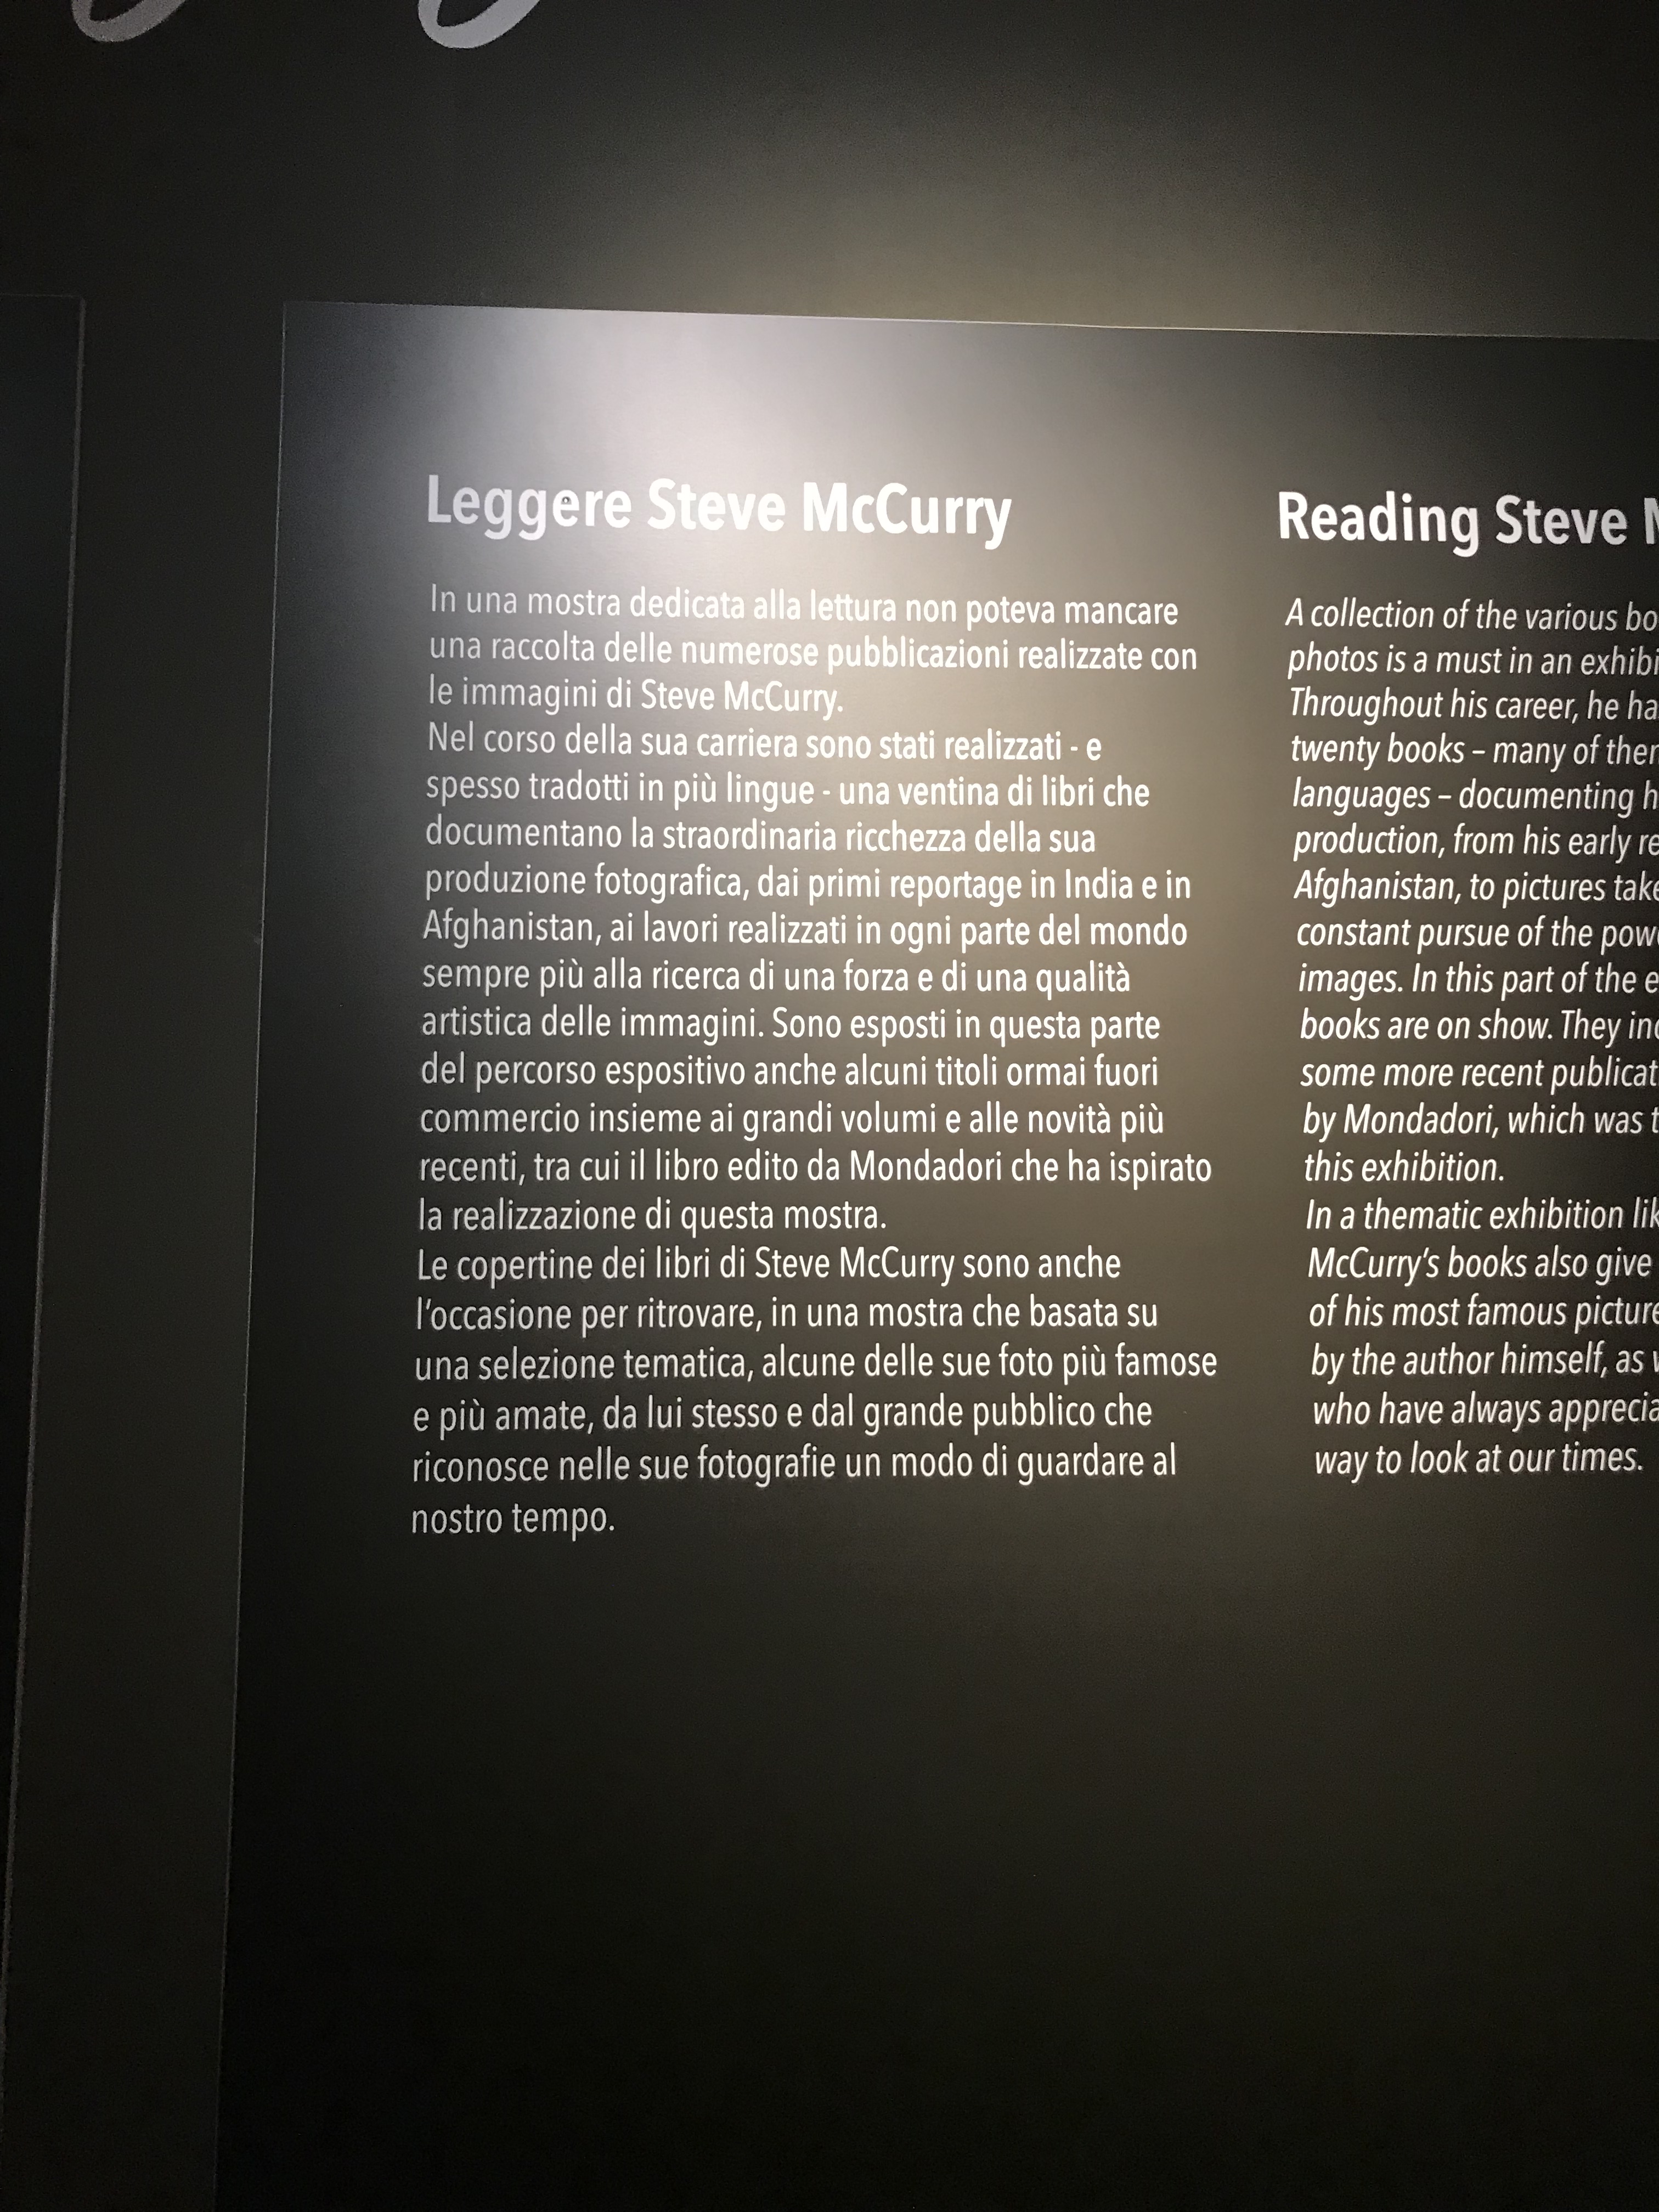 Leggere Steve McCurry
In una mostra dedicata alla lettura non poteva mancare
una raccolta delle numerose pubblicazioni realizzate con
le immagini di Steve McCurry.
Nel corso della sua carriera sono stati realizzati - e
spesso tradotti in più lingue - una ventina di libri che
documentano la straordinaria ricchezza della sua
produzione fotografica, dai primi reportage in India e in
Afghanistan, ai lavori realizzati in ogni parte del mondo
sempre più alla ricerca di una forza e di una qualità
artistica delle immagini. Sono esposti in questa parte
del percorso espositivo anche alcuni titoli ormai fuori
commercio insieme ai grandi volumi e alle novità più
recenti, tra cui il libro edito da Mondadori che ha ispirato
la realizzazione di questa mostra.
Le copertine dei libri di Steve McCurry sono anche
l'occasione per ritrovare, in una mostra che basata su
una selezione tematica, alcune delle sue foto più famose
e più amate, da lui stesso e dal grande pubblico che
riconosce nelle sue fotografie un modo di guardare al
nostro tempo.
Reading Steve
A collection of the various
photos is a must in an
Throughout his career, he
twenty books – many of
languages – documenting
production, from his early
Afghanistan, to pictures
constant pursue of the
images. In this part of the
books are on show. They
some more recent
by Mondadori, which was
this exhibition.
In a thematic exhibition
McCurry's books also give
of his most famous
by the author himself, as
who have always
way to look at our times.